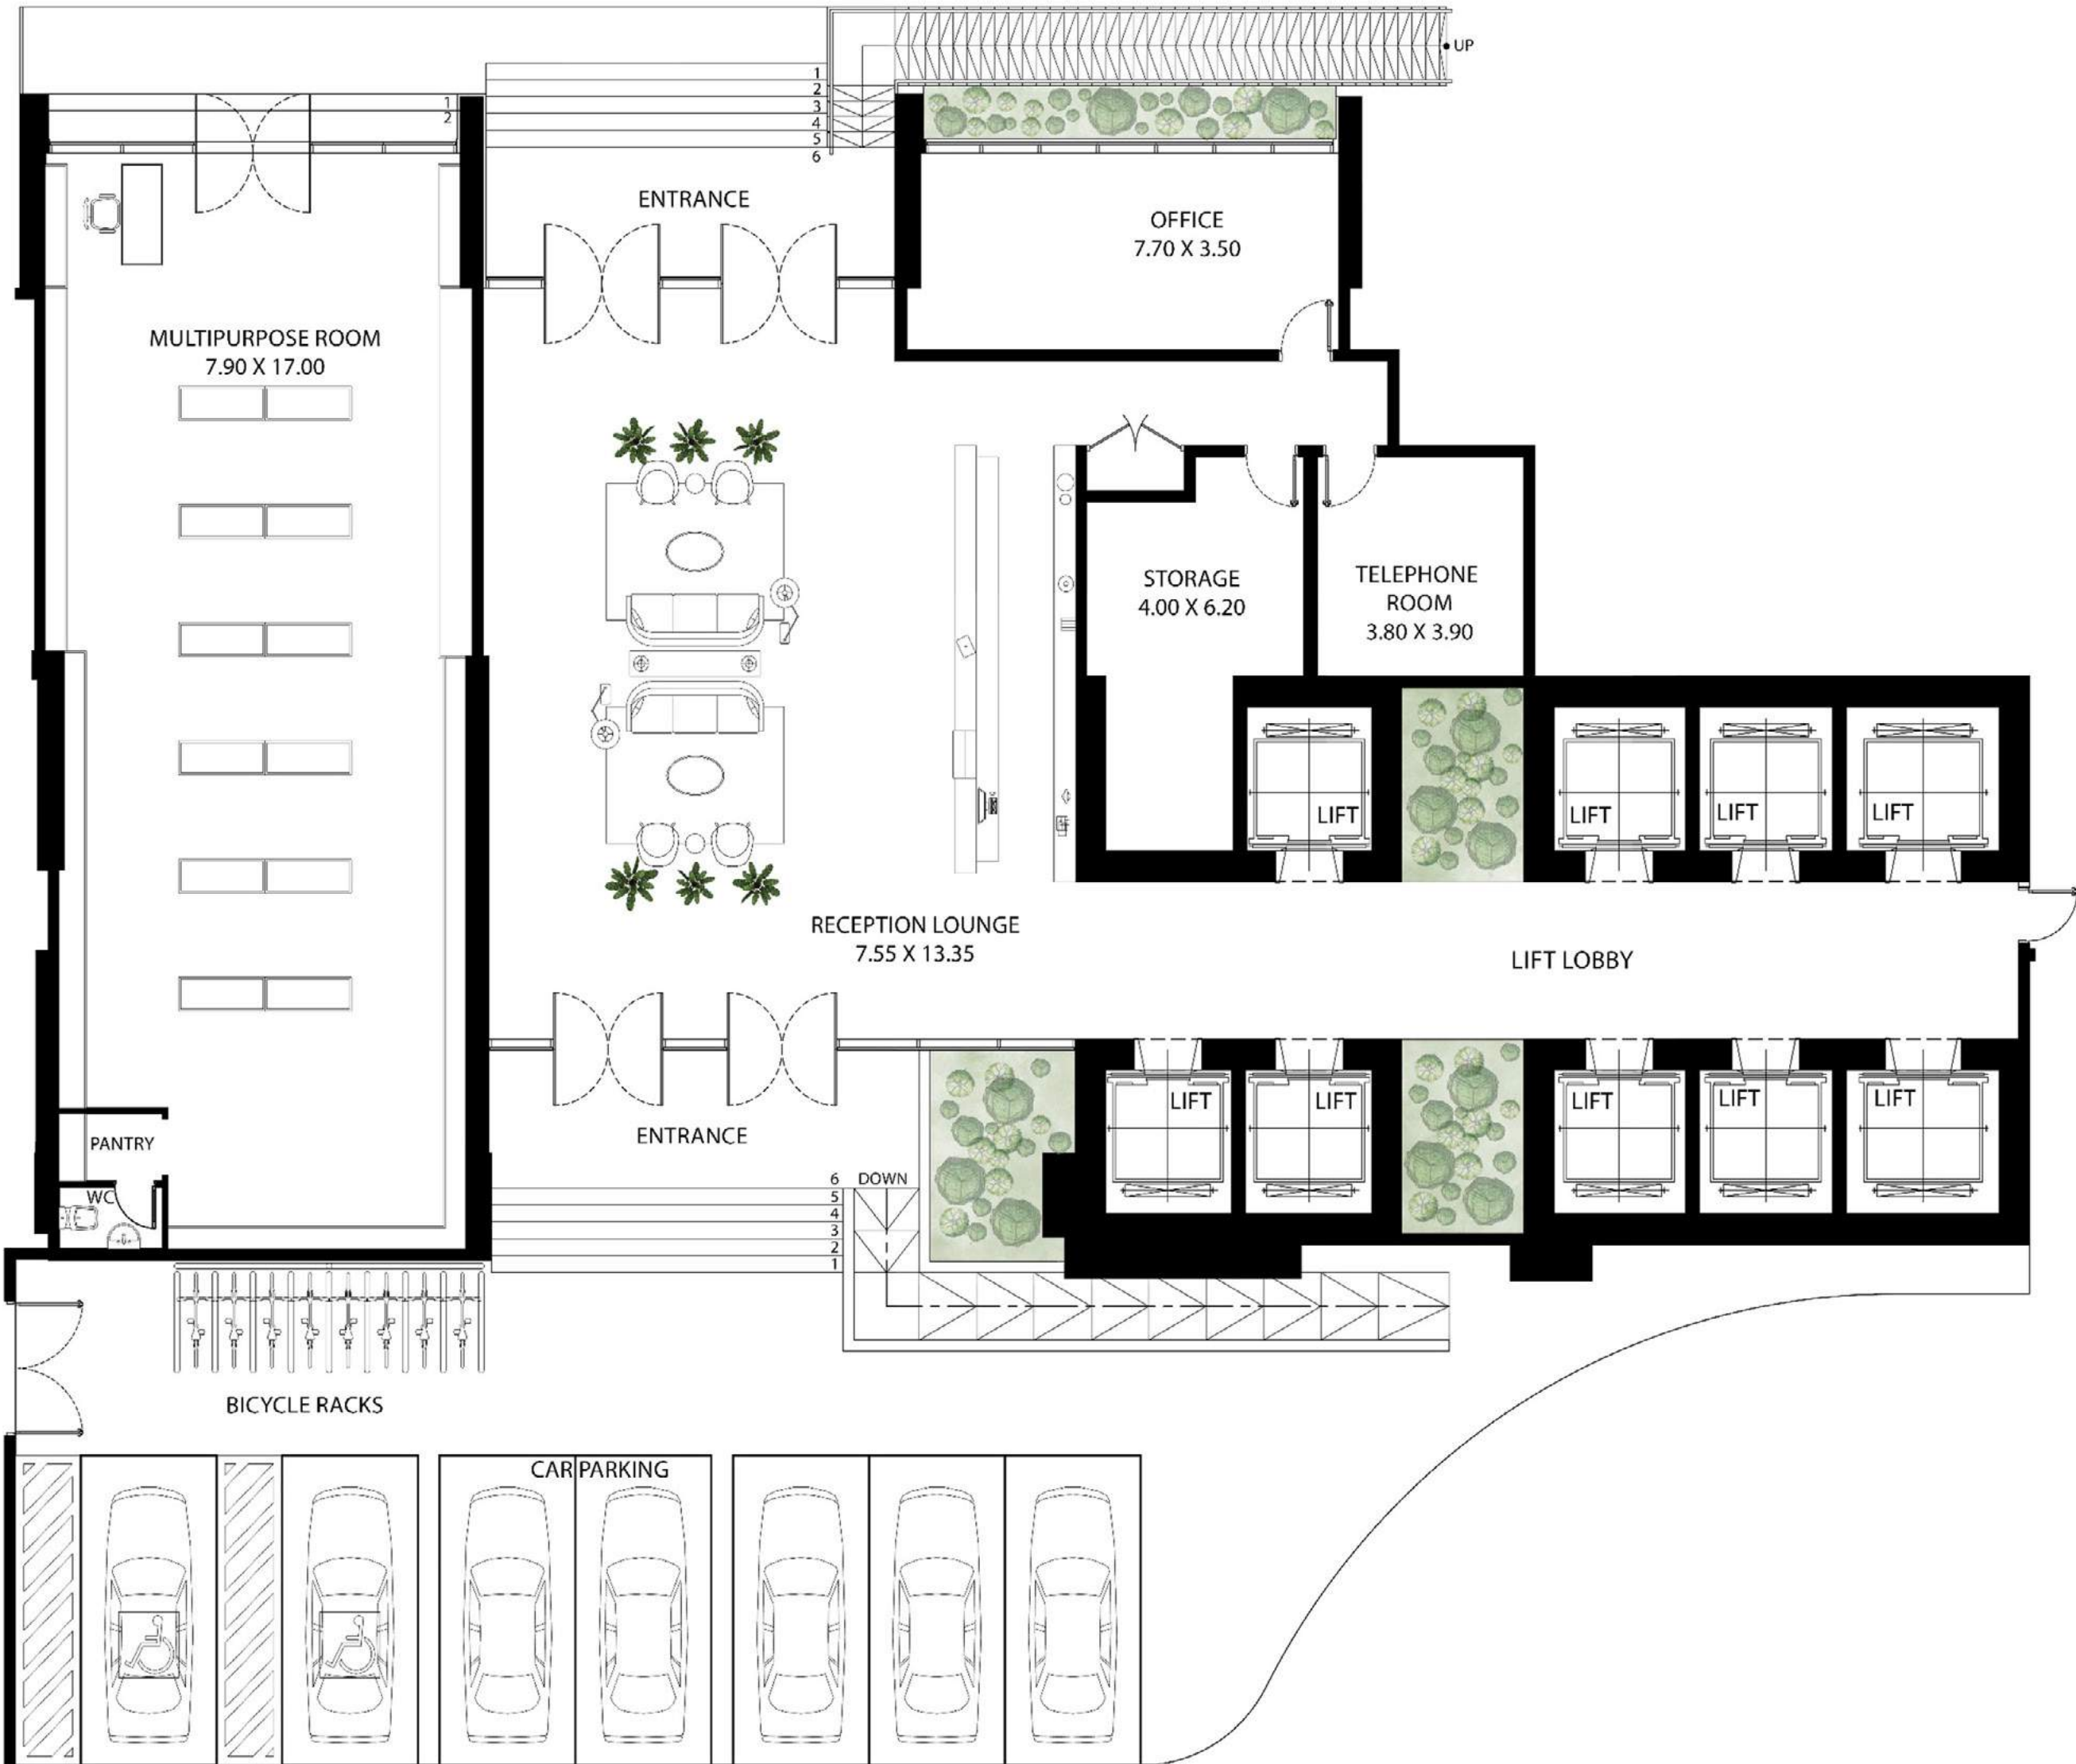 UP
1
2
3
4
5
6
1
2
ENTRANCE
OFFICE
7.70 X 3.50
MULTIPURPOSE ROOM
7.90 X 17.00
STORAGE
4.00 X 6.20
TELEPHONE
ROOM
3.80 X 3.90
LIFT
LIFT
LIFT
LIFT
RECEPTION LOUNGE
7.55 X 13.35
LIFT LOBBY
LIFT
LIFT
LIFT
LIFT
LIFT
ENTRANCE
PANTRY
WC
6 DOWN
5
4
3
2
1
BICYCLE RACKS
CAR PARKING